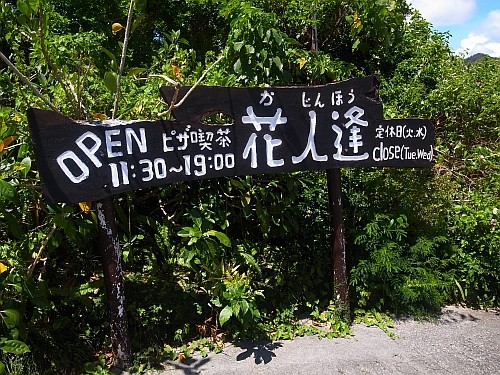 OPEN ピザ喫茶
11:30~19:00
か じんぽう
花人逢
定休日(火.水)
close(Tue.Wed)